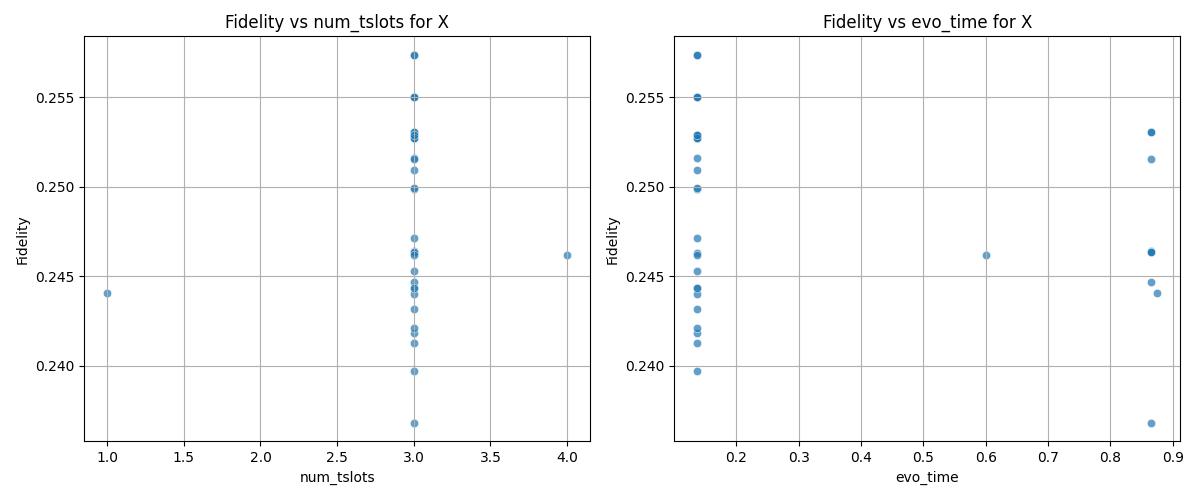 Fidelity vs num_tslots for X
Fidelity
0.255
0.250
0.245
0.240
1.0 1.5 2.0 2.5 3.0 3.5 4.0
num_tslots
Fidelity vs evo_time for X
Fidelity
0.255
0.250
0.245
0.240
0.2 0.3 0.4 0.5 0.6 0.7 0.8 0.9
evo_time